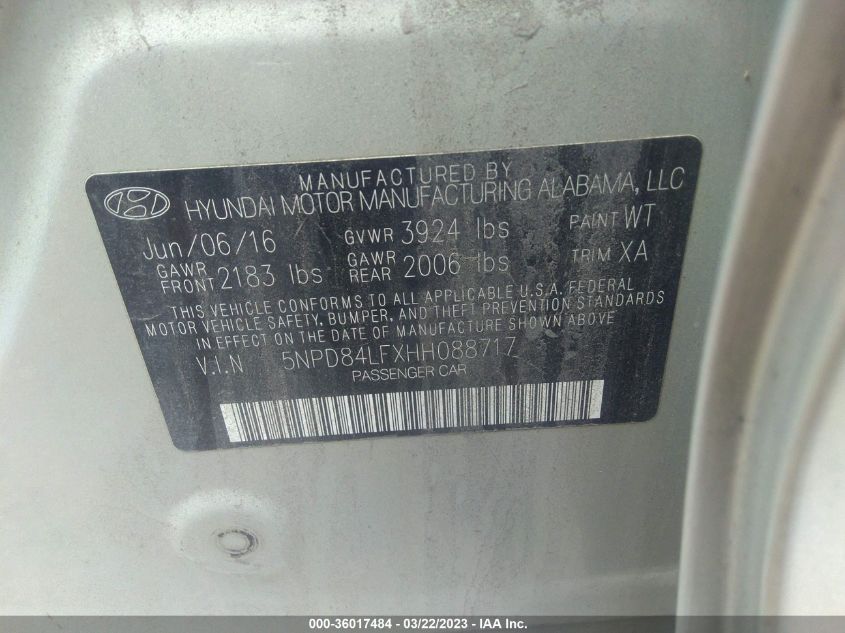 MANUFACTURED BY
HYUNDAI MOTOR MANUFACTURING ALABAMA, LLC
Jun/06/16 GVWR 3924 lbs PAINT WT
GAWR FRONT 2183 lbs GAWR REAR 2006 lbs TRIM XA
THIS VEHICLE CONFORMS TO ALL APPLICABLE U.S.A. FEDERAL
MOTOR VEHICLE SAFETY, BUMPER, AND THEFT PREVENTION STANDARDS
IN EFFECT ON THE DATE OF MANUFACTURE SHOWN ABOVE.
V.I.N 5NPD84LFXHH088717
PASSENGER CAR
000-36017484 - 03/22/2023 - IAA Inc.